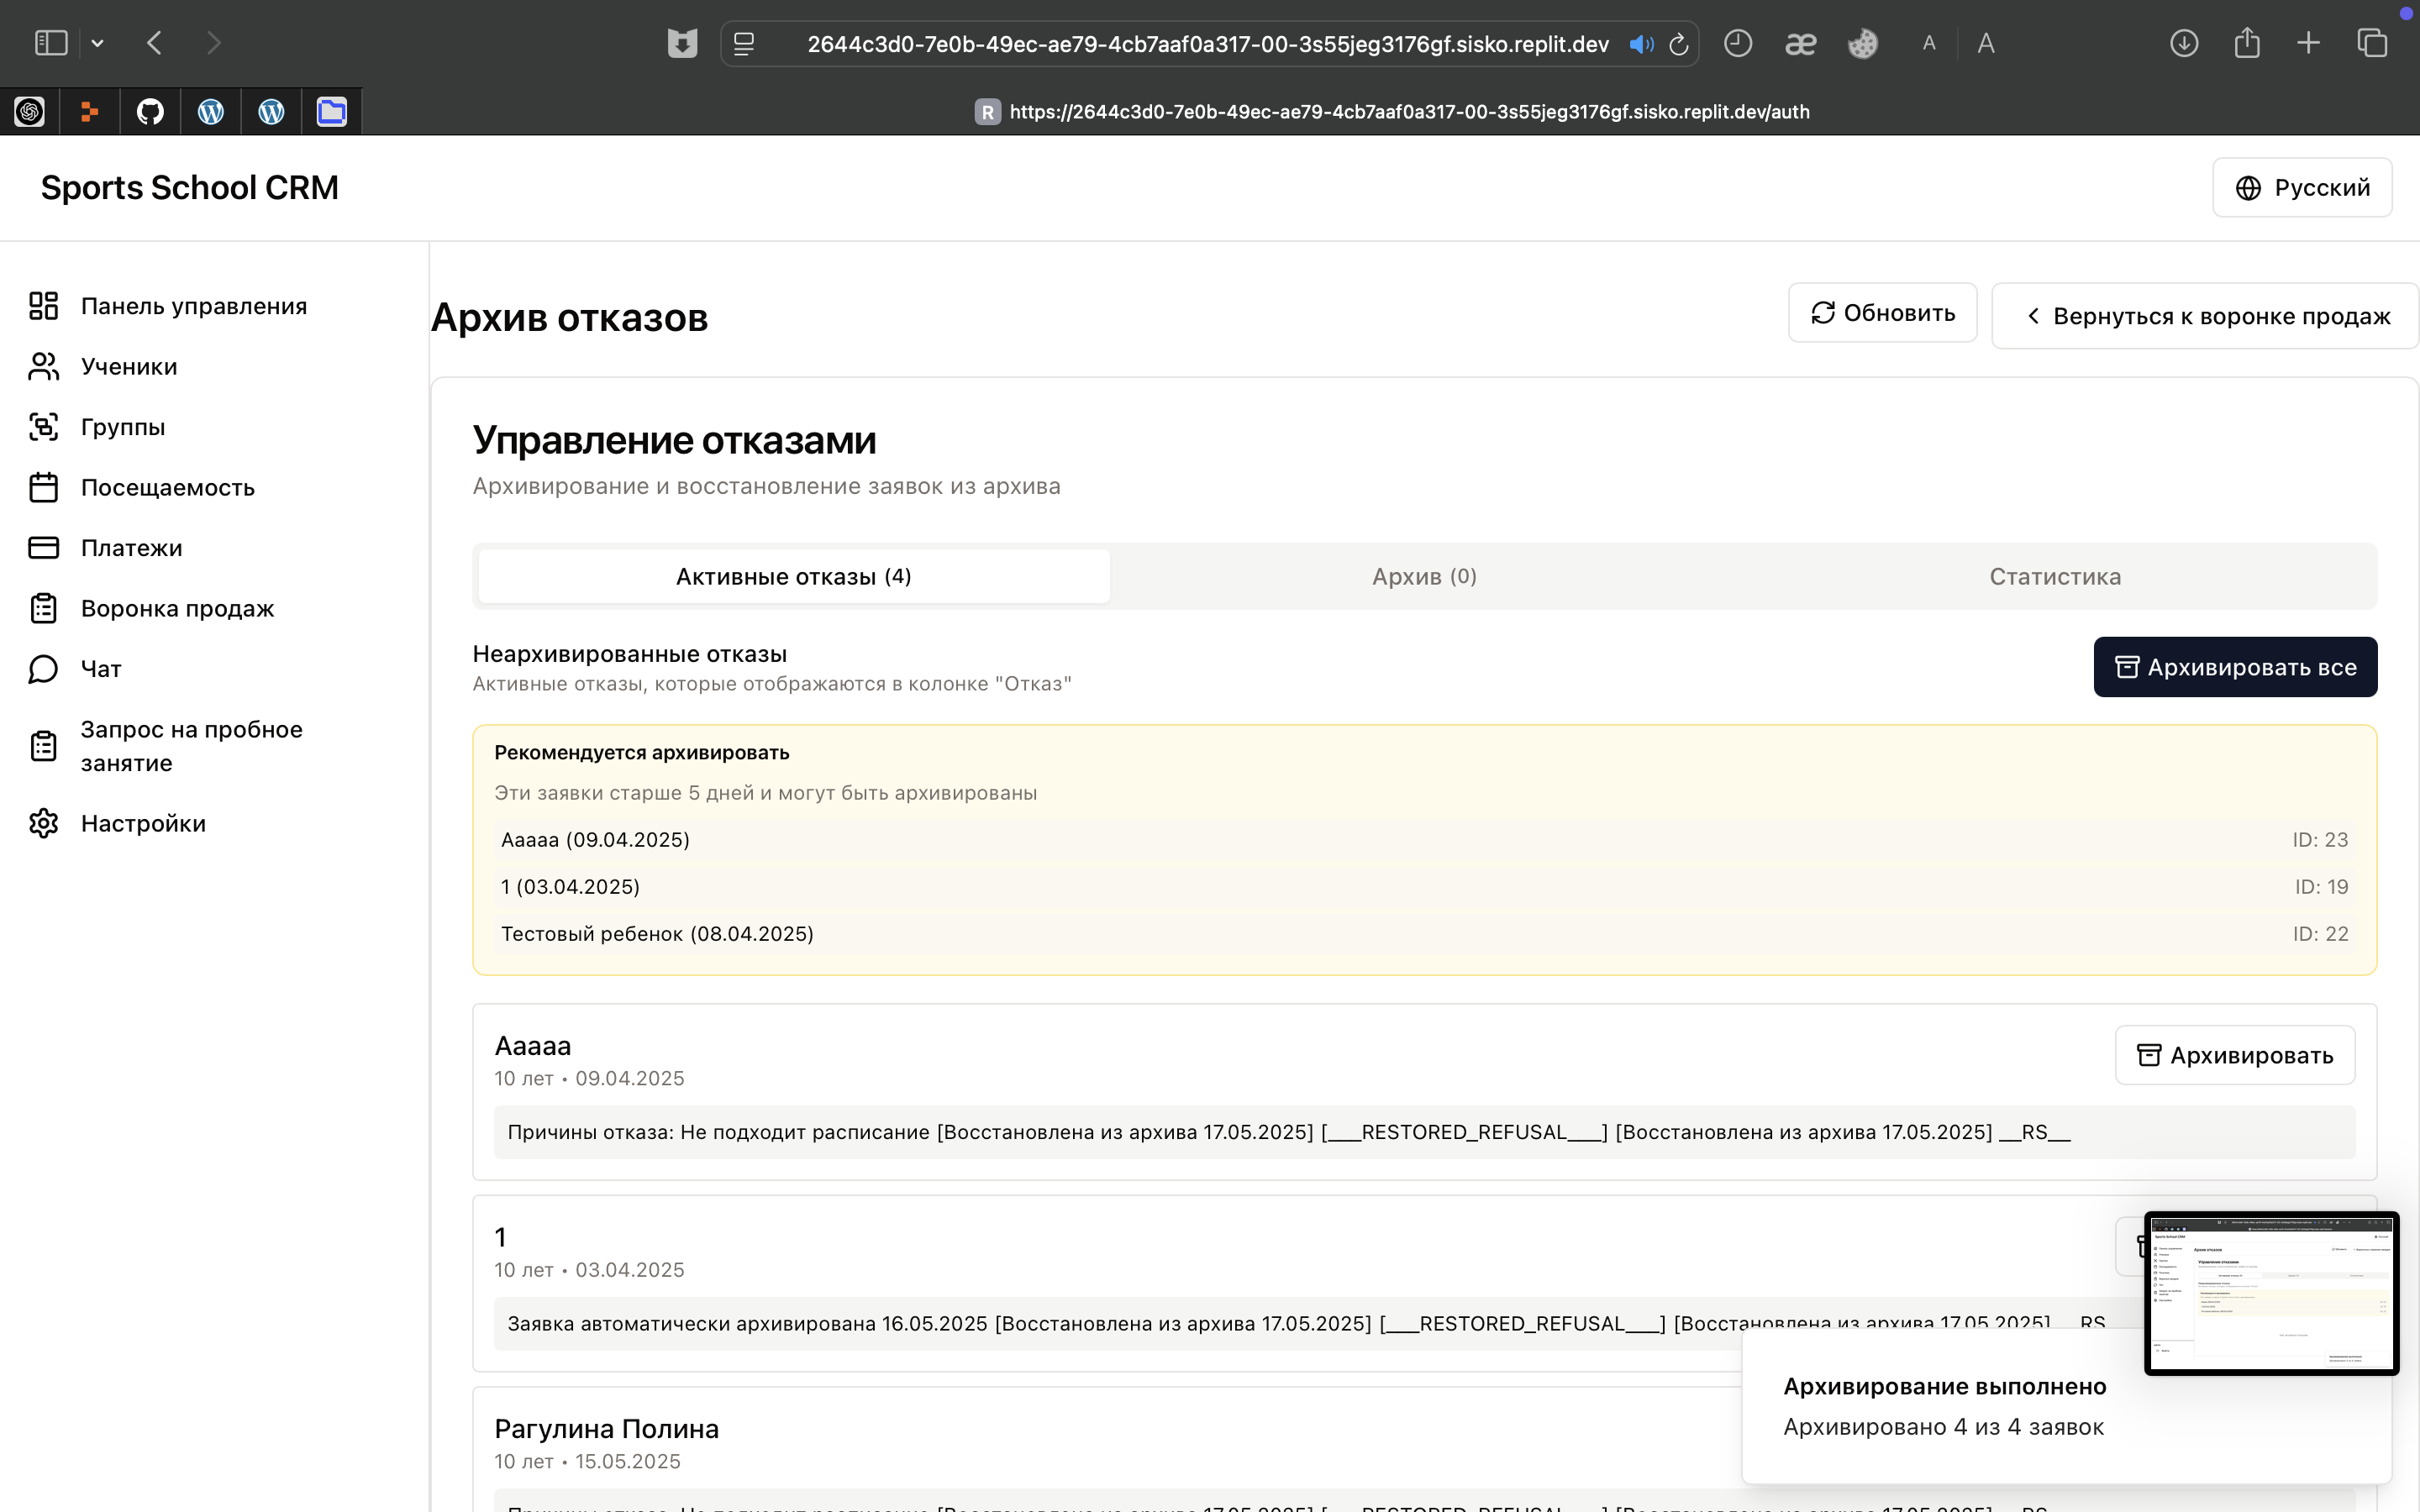 2644c3d0-7e0b-49ec-ae79-4cb7aaf0a317-00-3s55jeg3176gf.sisko.replit.dev
æ
A
A
R https://2644c3d0-7e0b-49ec-ae79-4cb7aaf0a317-00-3s55jeg3176gf.sisko.replit.dev/auth
Sports School CRM
Русский
Панель управления
Ученики
Группы
Посещаемость
Платежи
Воронка продаж
Чат
Запрос на пробное
занятие
Настройки
Архив отказов
Обновить
Вернуться к воронке продаж
Управление отказами
Архивирование и восстановление заявок из архива
Активные отказы (4)
Архив (0)
Статистика
Неархивированные отказы
Активные отказы, которые отображаются в колонке "Отказ"
Архивировать все
Рекомендуется архивировать
Эти заявки старше 5 дней и могут быть архивированы
Ааааа (09.04.2025) ID: 23
1 (03.04.2025) ID: 19
Тестовый ребенок (08.04.2025) ID: 22
Ааааа
10 лет • 09.04.2025
Архивировать
Причины отказа: Не подходит расписание [Восстановлена из архива 17.05.2025] [___RESTORED_REFUSAL___] [Восстановлена из архива 17.05.2025] __RS__
1
10 лет • 03.04.2025
Заявка автоматически архивирована 16.05.2025 [Восстановлена из архива 17.05.2025] [___RESTORED_REFUSAL___] [Восстановлена из архива 17.05.2025] __RS
Рагулина Полина
10 лет • 15.05.2025
Архивирование выполнено
Архивировано 4 из 4 заявок